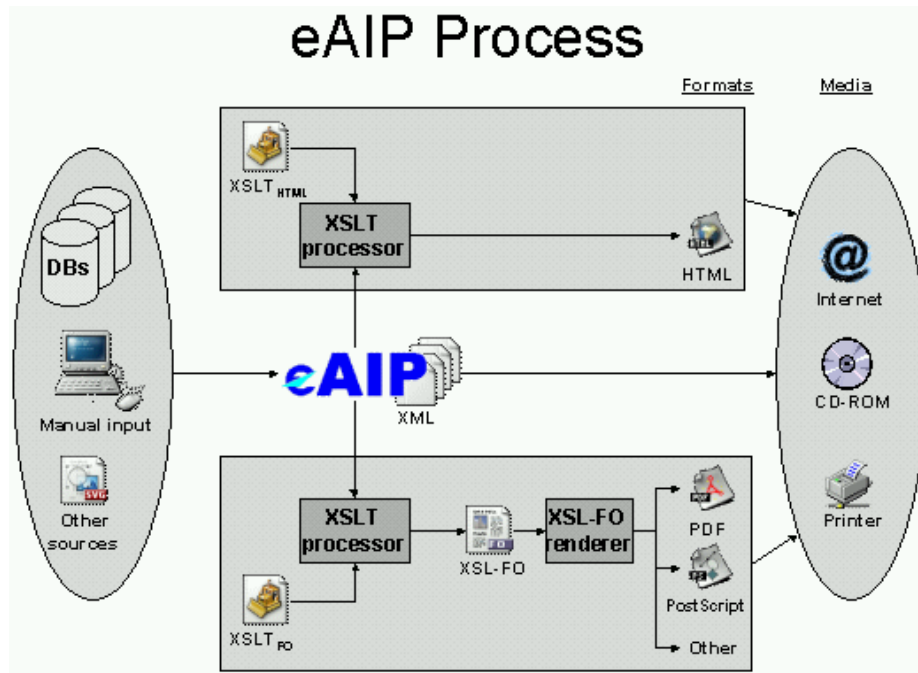 eAIP Process
Formats
Media
XSLT HTML
XSLT
processor
HTML
DBs
Manual input
SVG
Other
sources
eAIP
XML
Internet
CD-ROM
Printer
XSLT
processor
XSL-FO
XSL-FO
renderer
PDF
PostScript
Other
XSLT FO